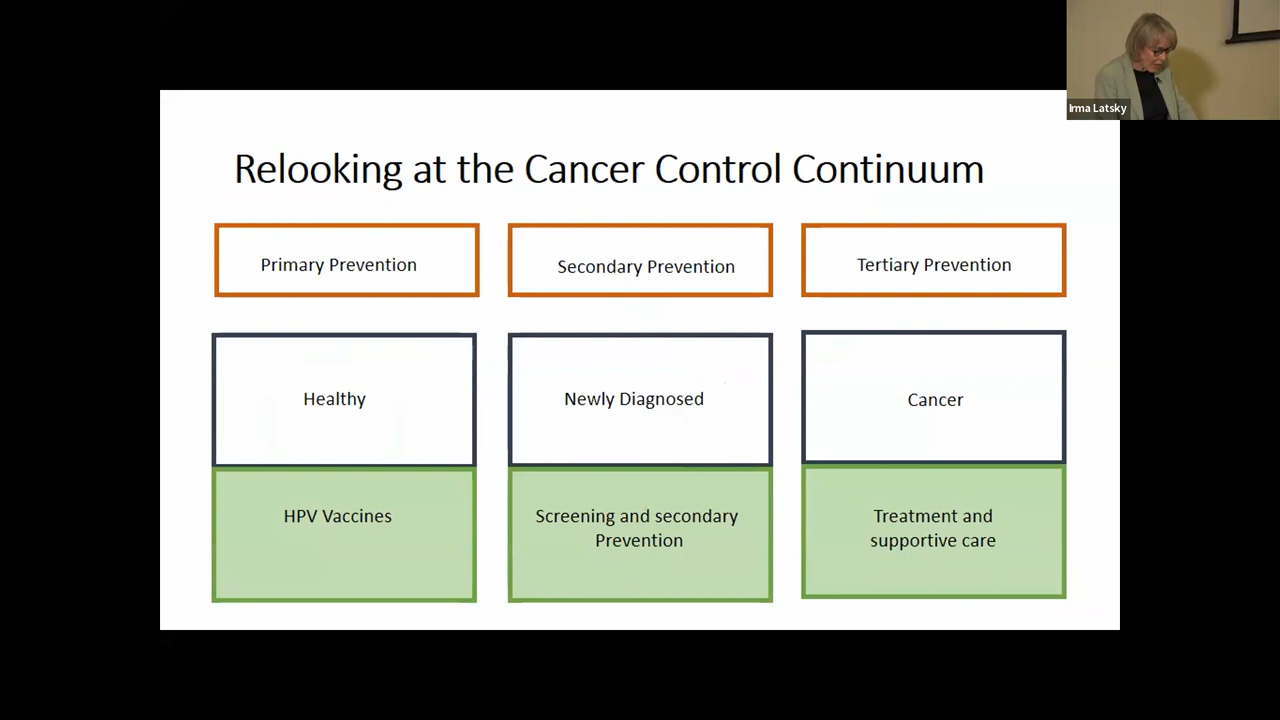 Irma Latsky
Relooking at the Cancer Control Continuum
Primary Prevention
Secondary Prevention
Tertiary Prevention
Healthy
Newly Diagnosed
Cancer
HPV Vaccines
Screening and secondary
Prevention
Treatment and
supportive care